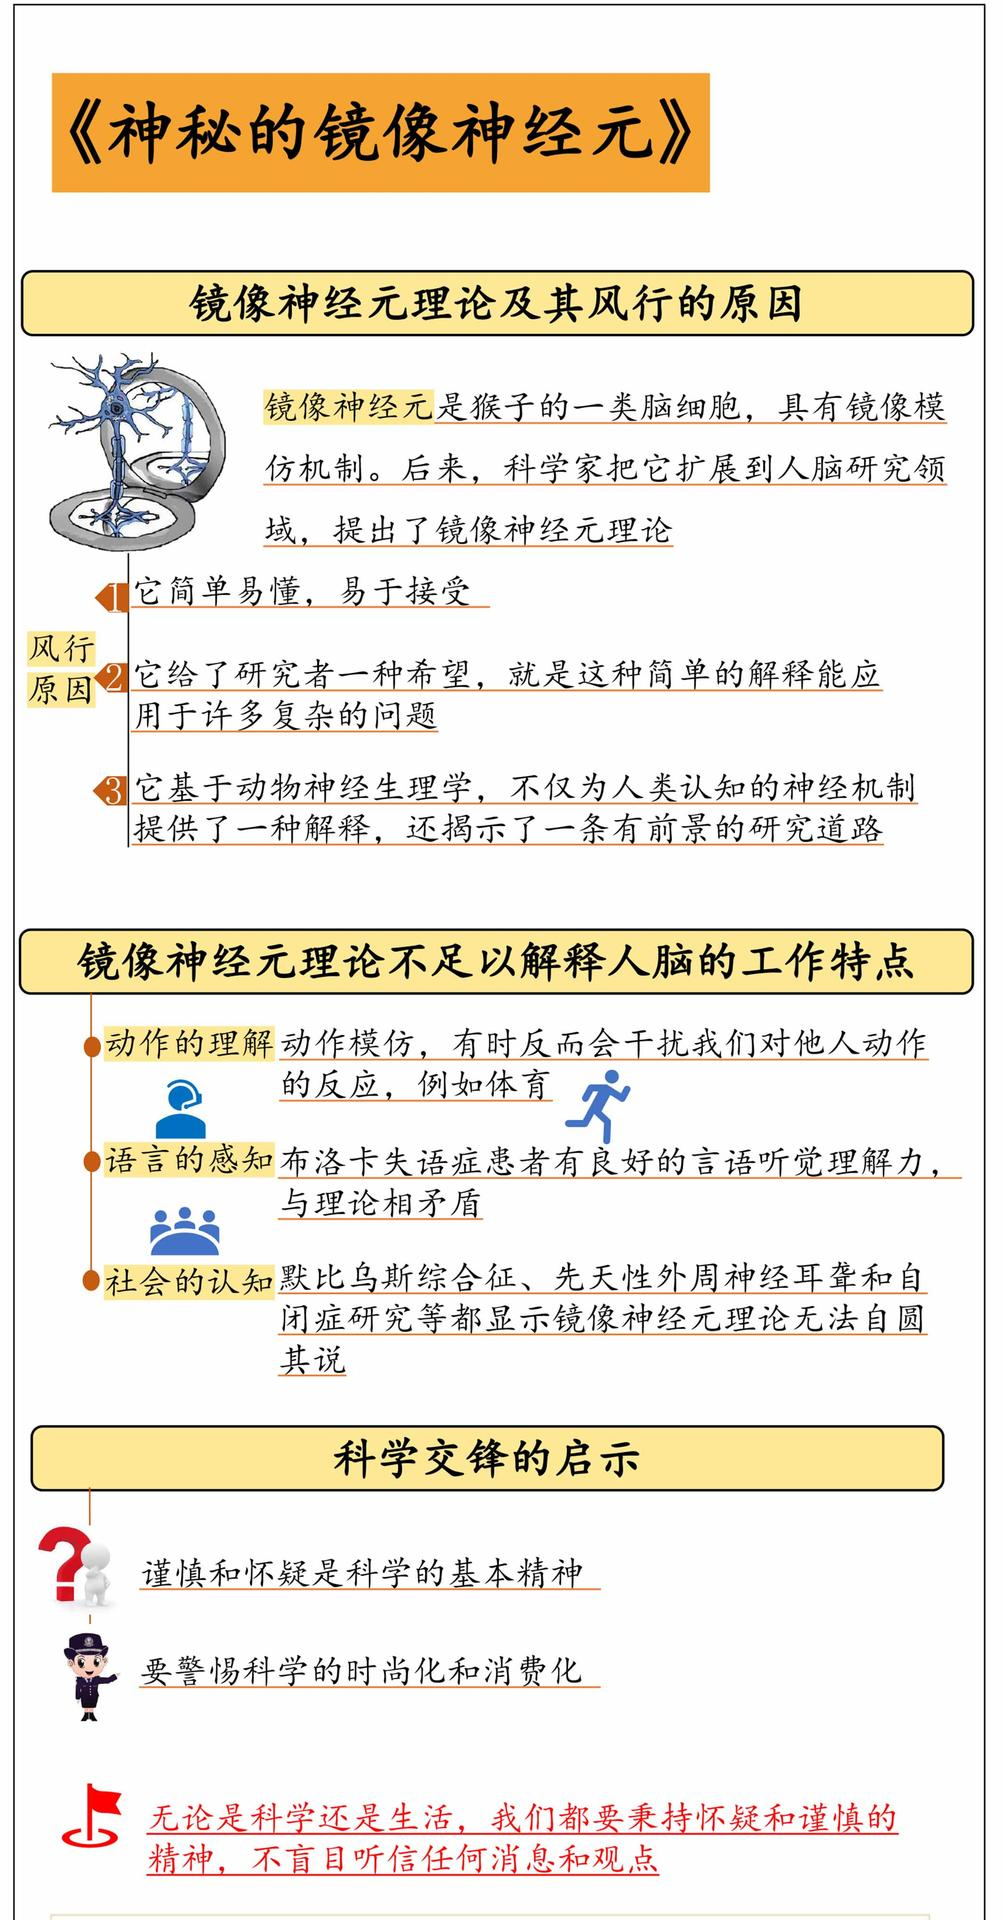 《神秘的镜像神经元》
镜像神经元理论及其风行的原因
镜像神经元是猴子的一类脑细胞，具有镜像模
仿机制。后来，科学家把它扩展到人脑研究领
域，提出了镜像神经元理论
风行
原因
1
它简单易懂，易于接受
2
它给了研究者一种希望，就是这种简单的解释能应
用于许多复杂的问题
3
它基于动物神经生理学，不仅为人类认知的神经机制
提供了一种解释，还揭示了一条有前景的研究道路
镜像神经元理论不足以解释人脑的工作特点
动作的理解
动作模仿，有时反而会干扰我们对他人动作
的反应，例如体育
语言的感知
布洛卡失语症患者有良好的言语听觉理解力，
与理论相矛盾
社会的认知
默比乌斯综合征、先天性外周神经耳聋和自
闭症研究等都显示镜像神经元理论无法自圆
其说
科学交锋的启示
谨慎和怀疑是科学的基本精神
要警惕科学的时尚化和消费化
无论是科学还是生活，我们都要秉持怀疑和谨慎的
精神，不盲目听信任何消息和观点